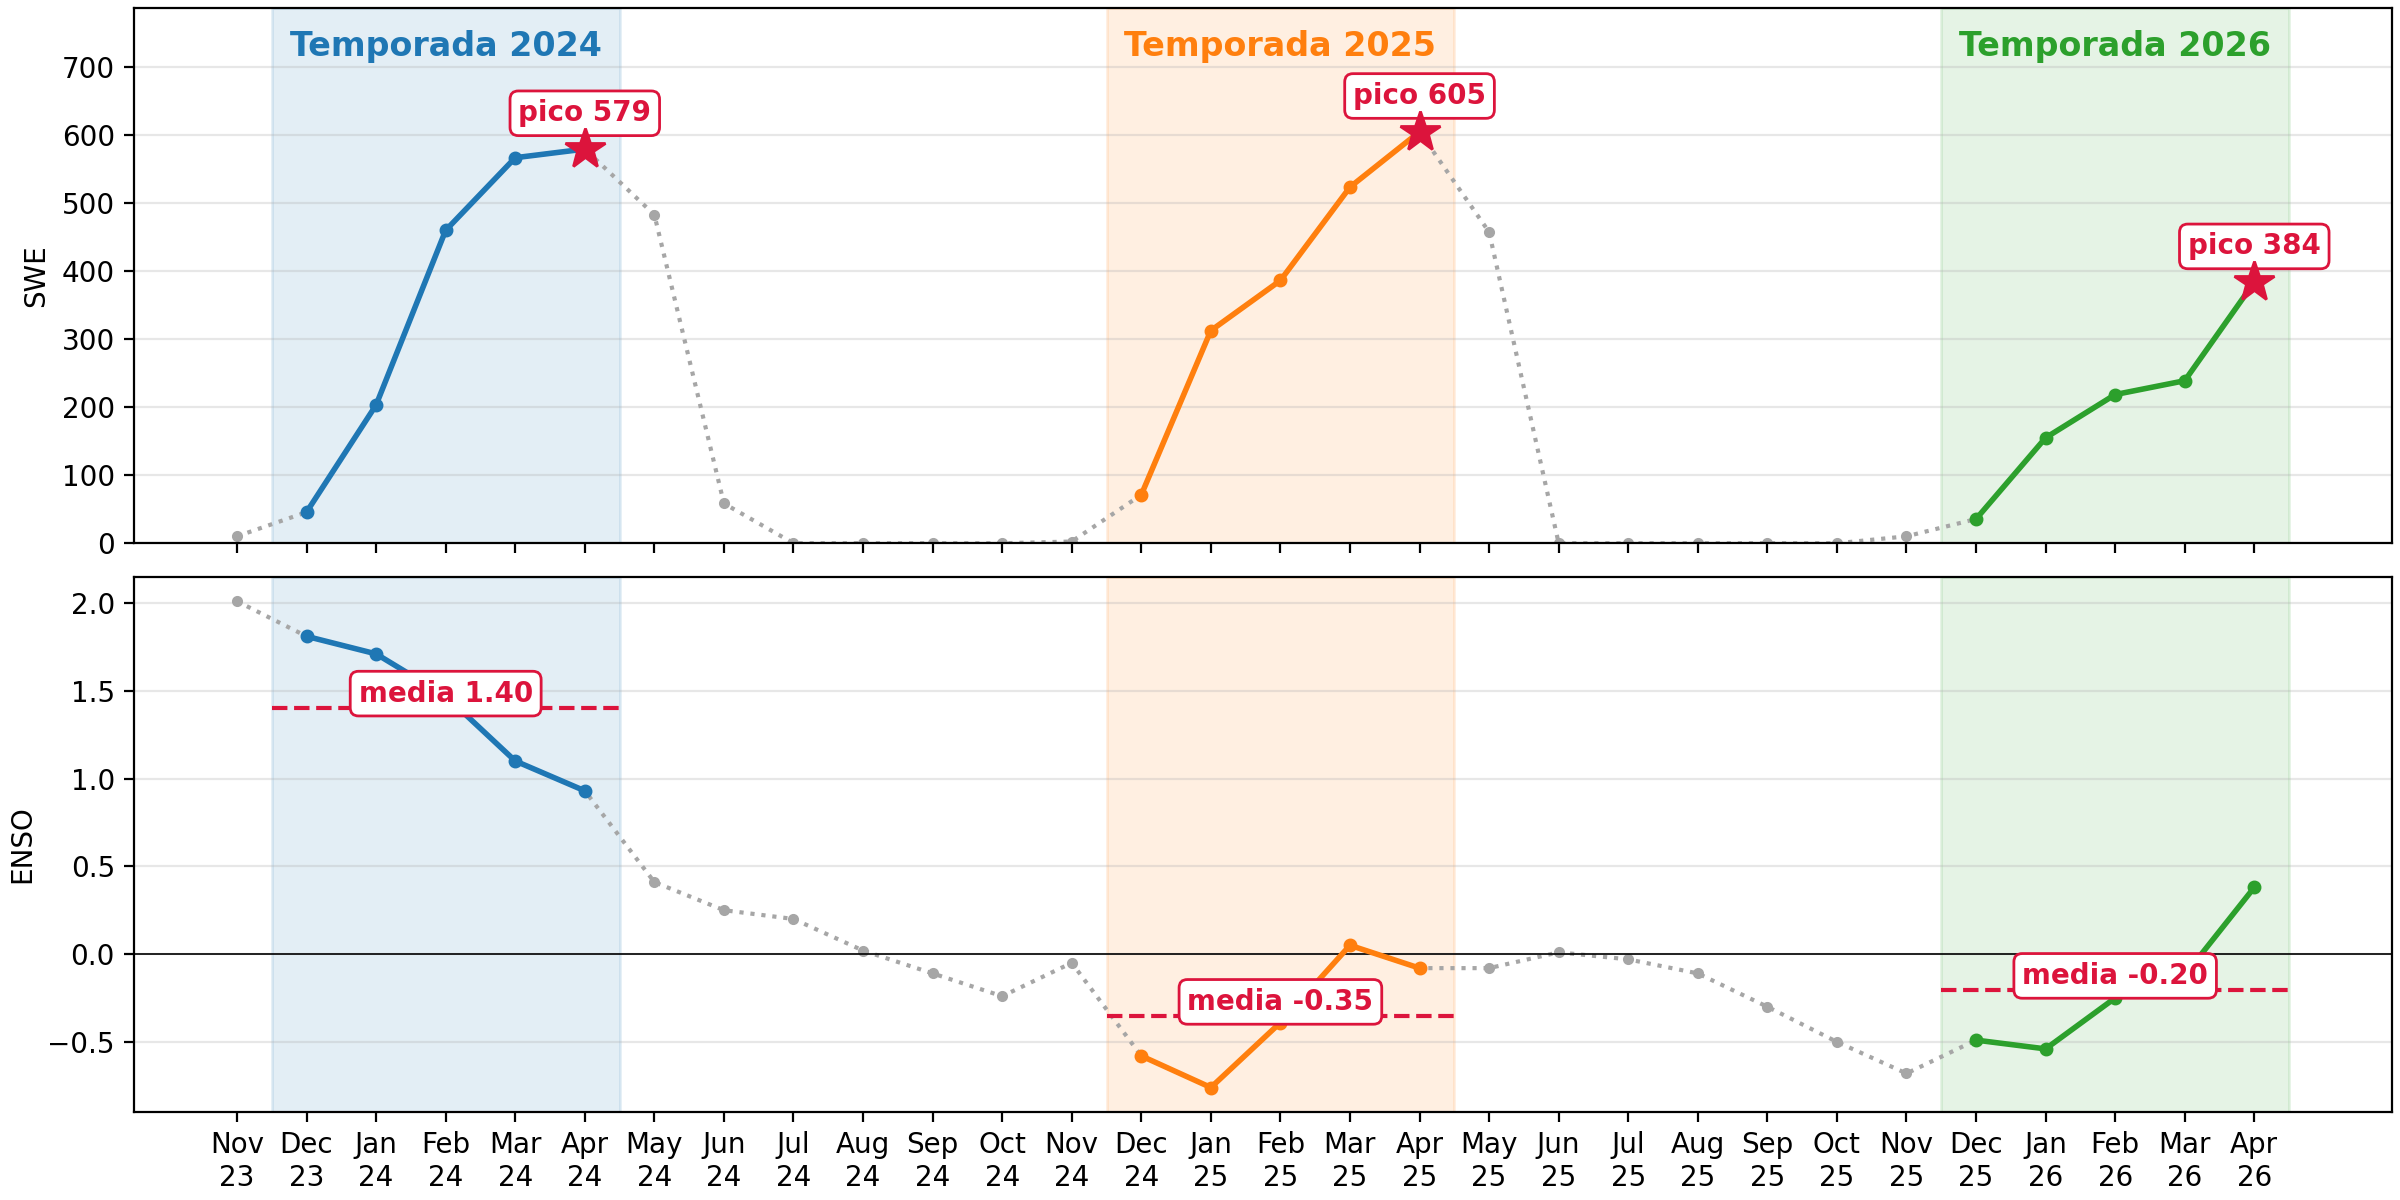 Temporada 2024
Temporada 2025
Temporada 2026
pico 579
pico 605
pico 384
SWE
700
600
500
400
300
200
100
0
ENSO
2.0
1.5
1.0
0.5
0.0
−0.5
media 1.40
media -0.35
media -0.20
Nov Dec Jan Feb Mar Apr May Jun Jul Aug Sep Oct Nov Dec Jan Feb Mar Apr May Jun Jul Aug Sep Oct Nov Dec Jan Feb Mar Apr
23 23 24 24 24 24 24 24 24 24 24 24 24 24 25 25 25 25 25 25 25 25 25 25 25 25 26 26 26 26